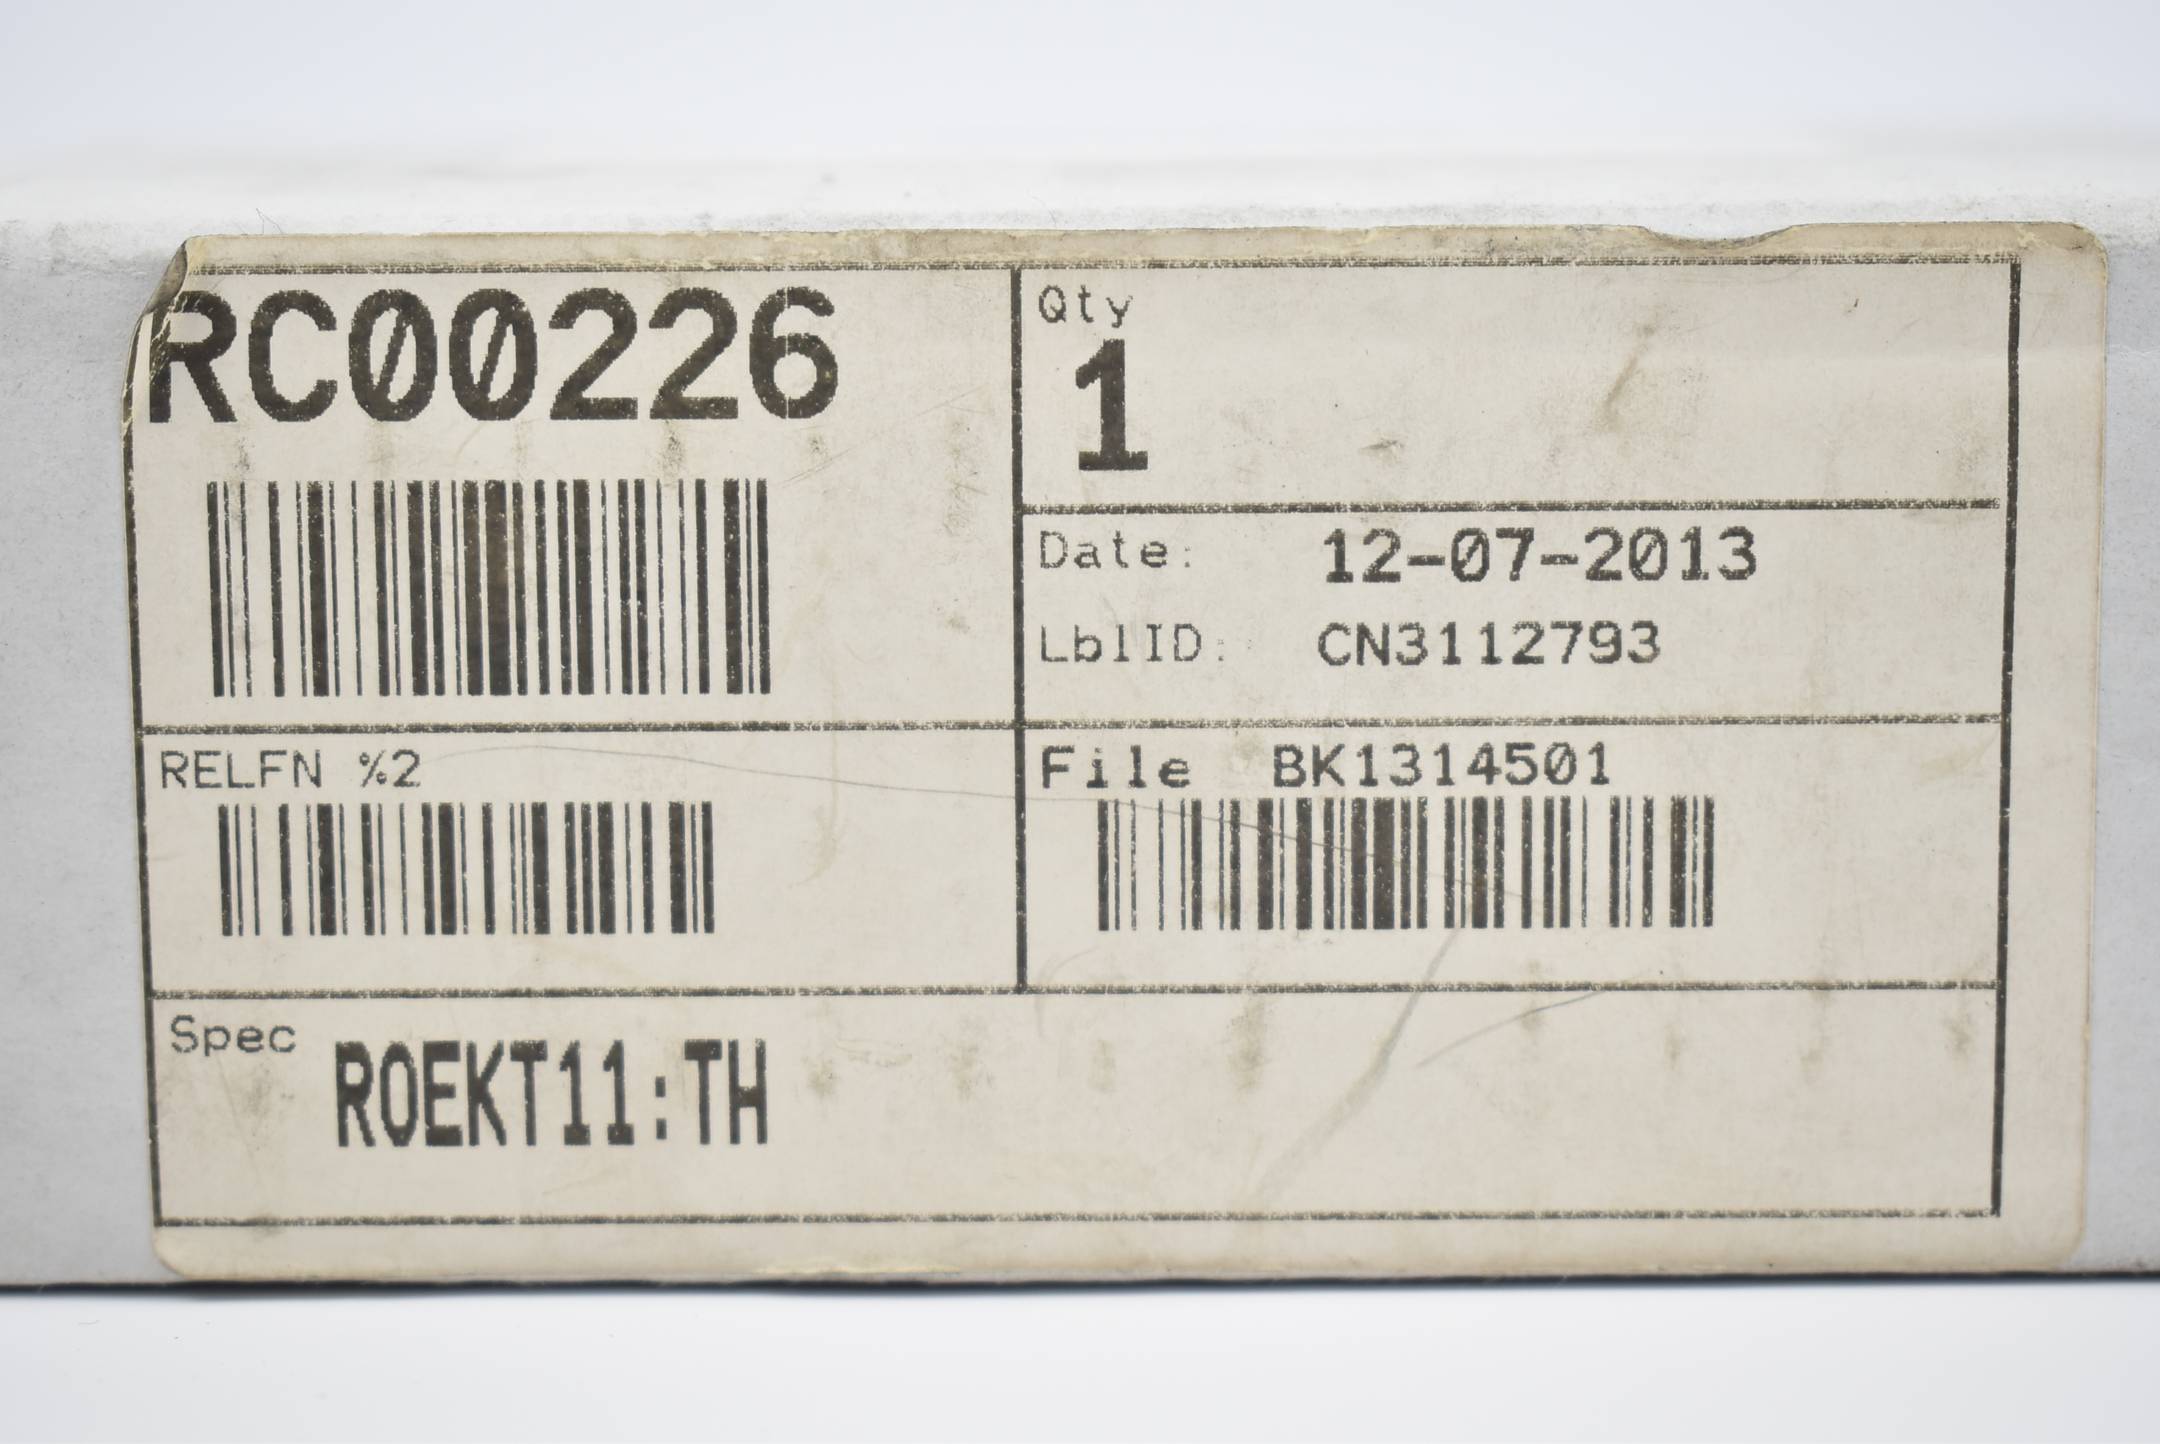 RC00226
Qty
1
Date: 12-07-2013
LblID: CN3112793
RELFN %2
File BK1314501
Spec ROEKT11:TH